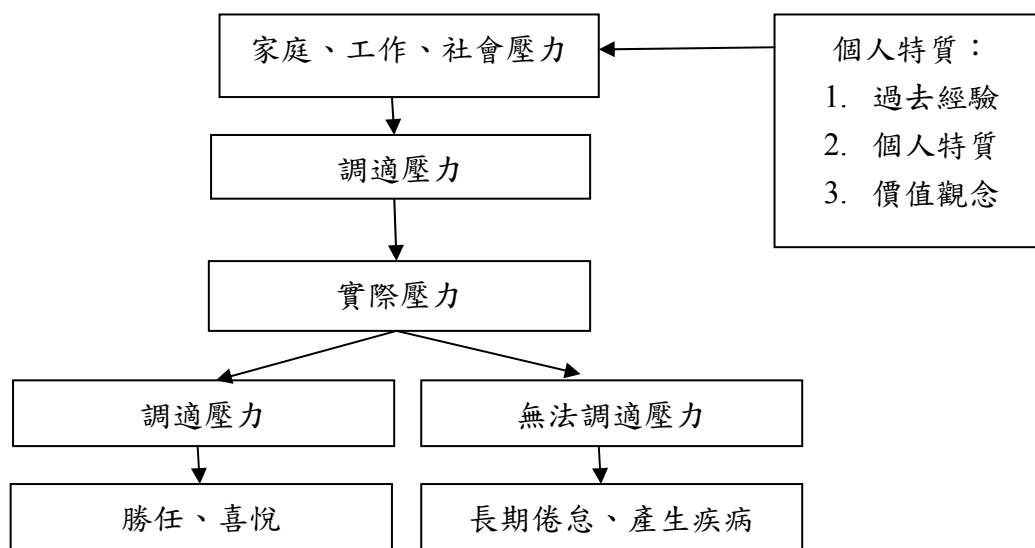 家庭、工作、社會壓力
個人特質：
1. 過去經驗
2. 個人特質
3. 價值觀念
調適壓力
實際壓力
調適壓力
無法調適壓力
勝任、喜悅
長期倦怠、產生疾病